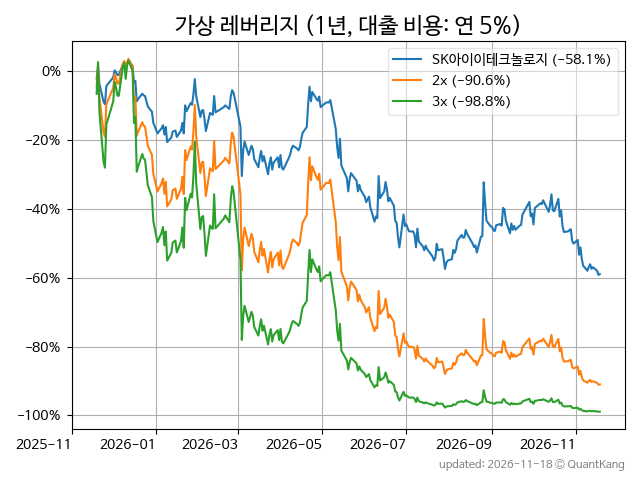 가상 레버리지 (1년, 대출 비용: 연 5%)
SK아이이테크놀로지 (−58.1%)
2x (−90.6%)
3x (−98.8%)
0%
−20%
−40%
−60%
−80%
−100%
2025-11 2026-01 2026-03 2026-05 2026-07 2026-09 2026-11
updated: 2026-11-18 © QuantKang